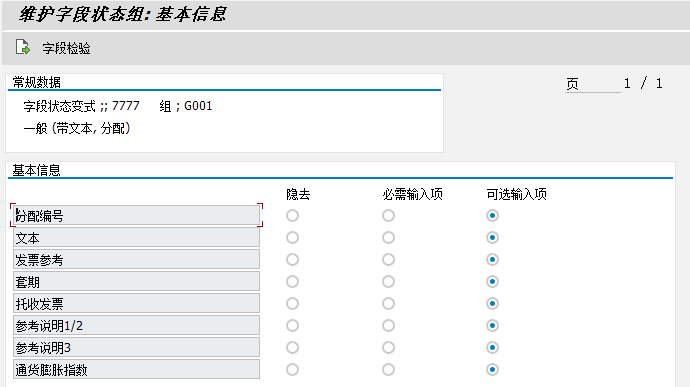 维护字段状态组: 基本信息
字段检验
常规数据
页 1 / 1
字段状态变式 ;; 7777 组 ; G001
一般 (带文本, 分配)
基本信息
隐去 必需输入项 可选输入项
分配编号
文本
发票参考
套期
托收发票
参考说明1/2
参考说明3
通货膨胀指数